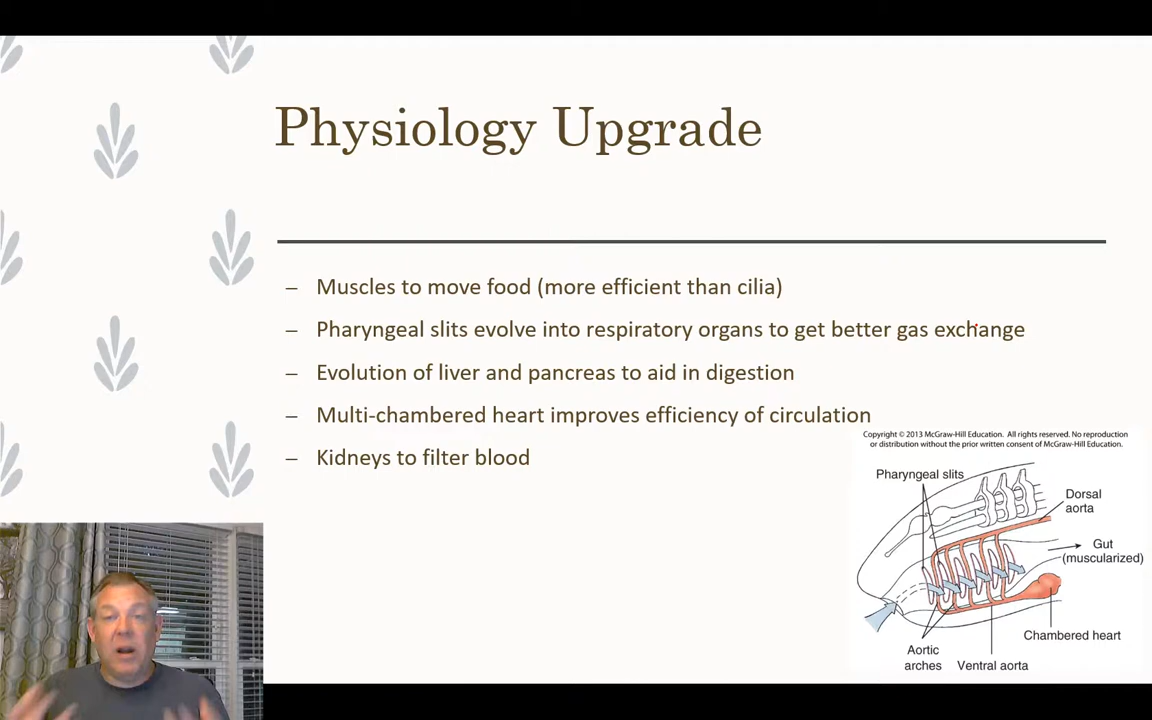 Physiology Upgrade
– Muscles to move food (more efficient than cilia)
– Pharyngeal slits evolve into respiratory organs to get better gas exchange
– Evolution of liver and pancreas to aid in digestion
– Multi-chambered heart improves efficiency of circulation
– Kidneys to filter blood
Copyright © 2013 McGraw-Hill Education. All rights reserved. No reproduction
or distribution without the prior written consent of McGraw-Hill Education.
Pharyngeal slits
Dorsal
aorta
Gut
(muscularized)
Chambered heart
Aortic
arches
Ventral aorta